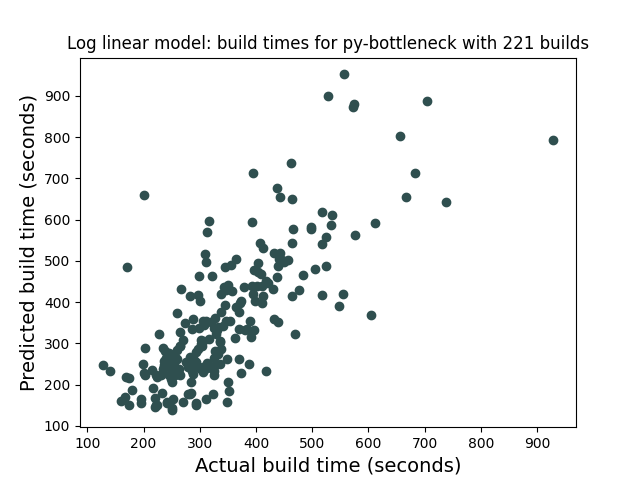 Log linear model: build times for py-bottleneck with 221 builds
Predicted build time (seconds)
900
800
700
600
500
400
300
200
100
100 200 300 400 500 600 700 800 900
Actual build time (seconds)